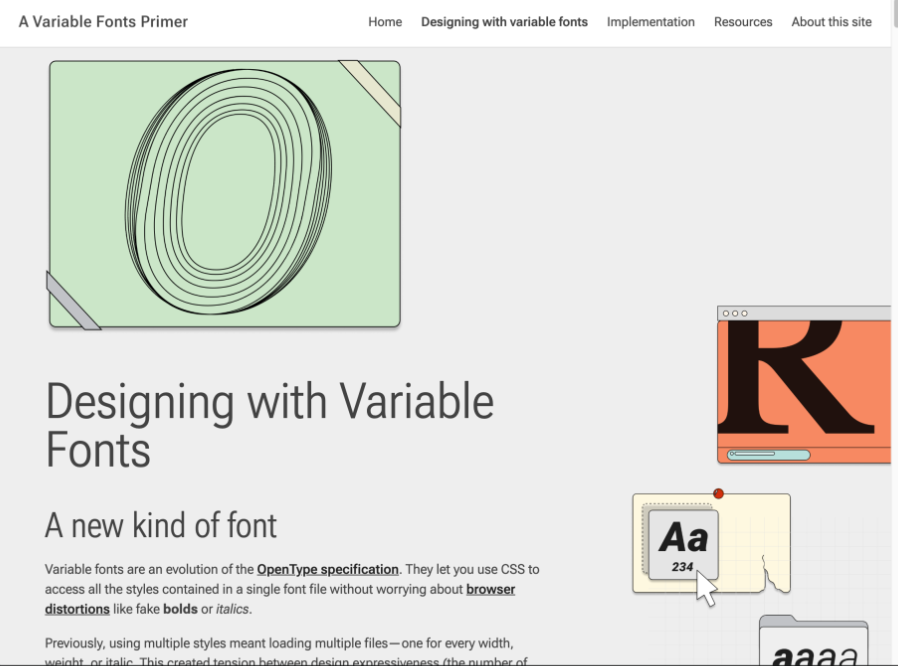 A Variable Fonts Primer
Home Designing with variable fonts Implementation Resources About this site
O
R
Designing with Variable
Fonts
A new kind of font
Aa
234
Variable fonts are an evolution of the OpenType specification. They let you use CSS to
access all the styles contained in a single font file without worrying about browser
distortions like fake bolds or italics.
Previously, using multiple styles meant loading multiple files—one for every width,
weight, or italic. This created tension between design expressiveness (the number of
aaaa